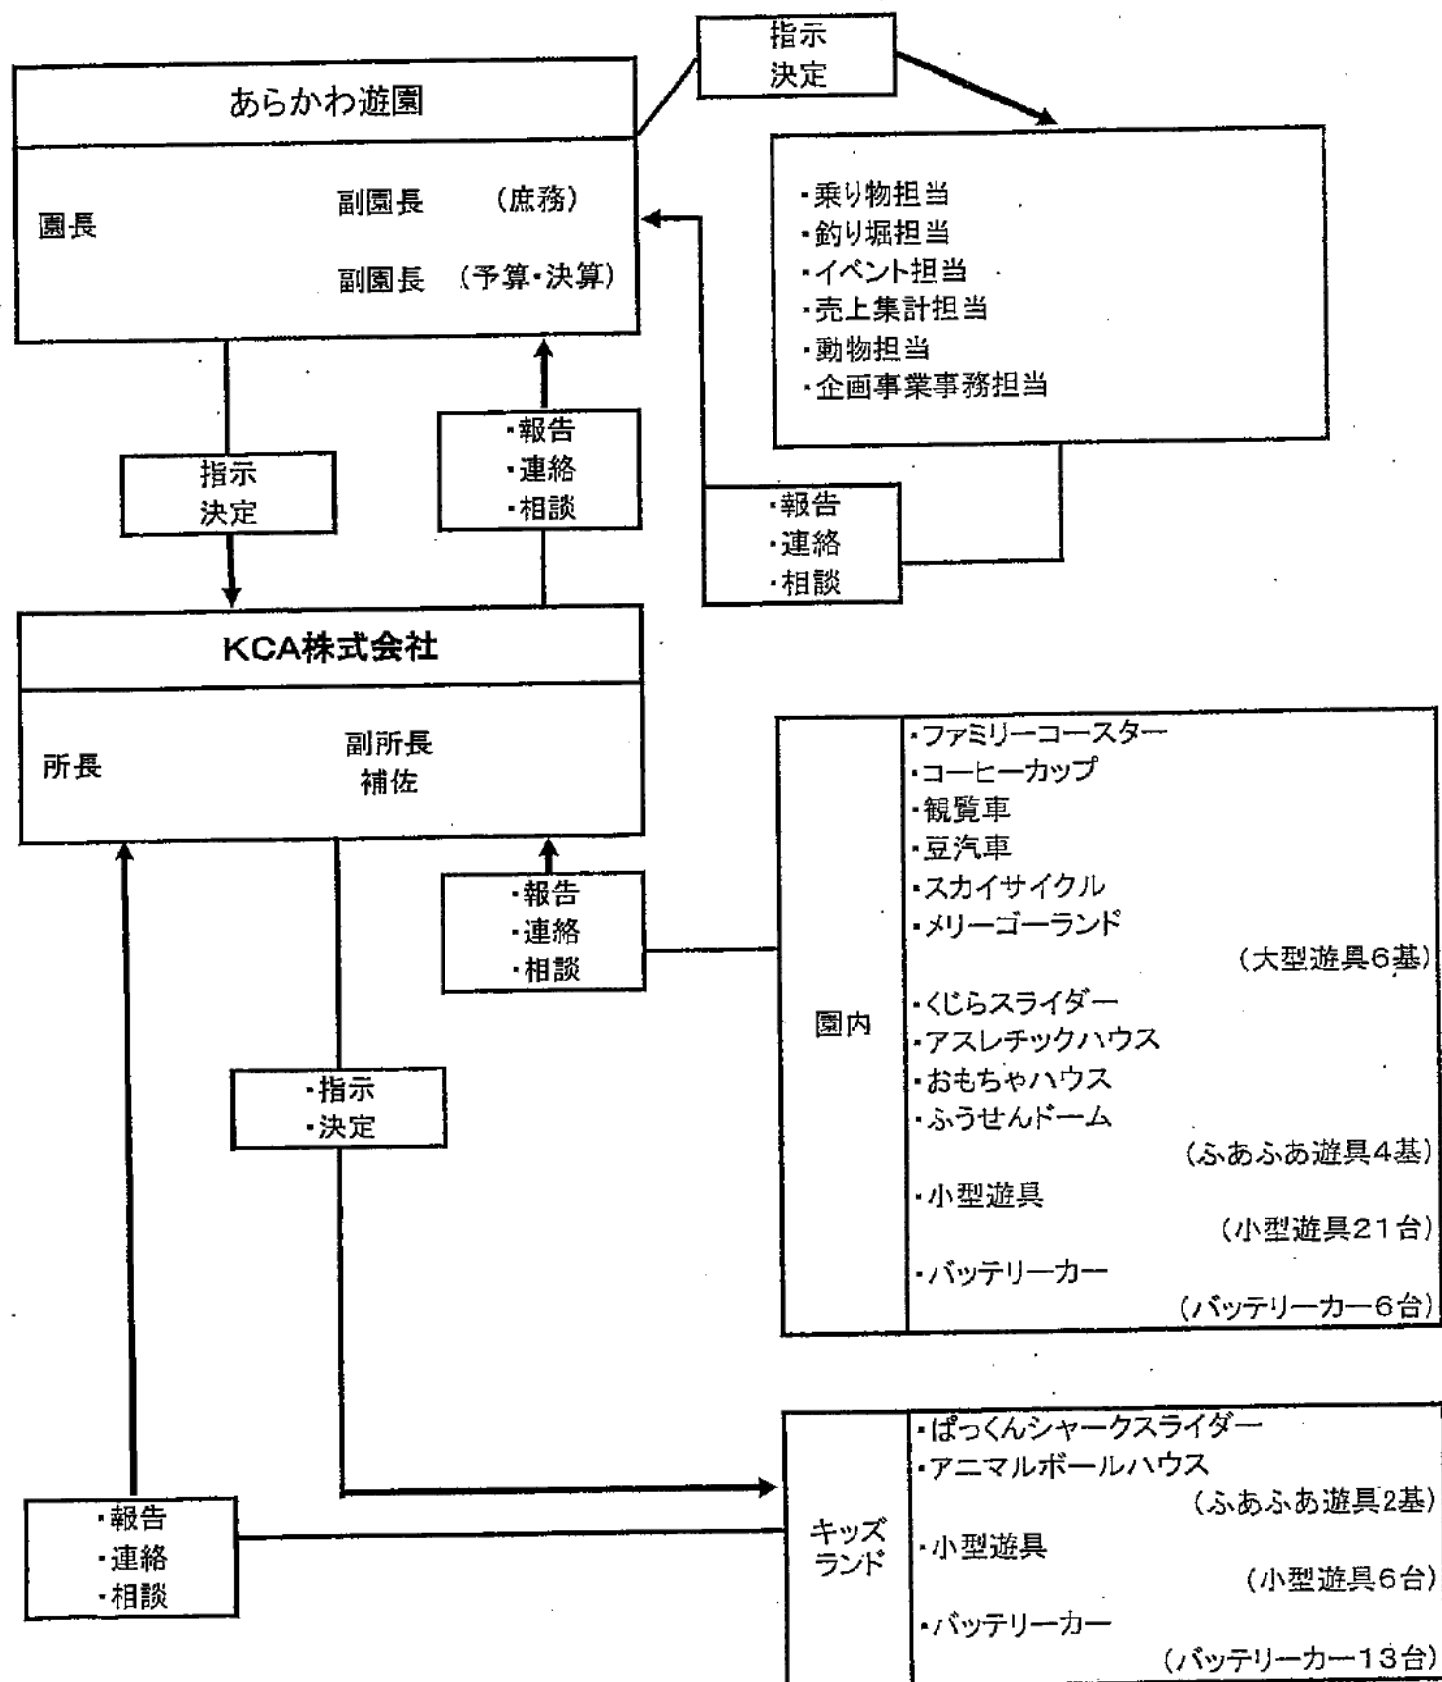 指示
決定
あらかわ遊園
園長
副園長 (庶務)
副園長 (予算・決算)
・乗り物担当
・釣り堀担当
・イベント担当
・売上集計担当
・動物担当
・企画事業事務担当
指示
決定
・報告
・連絡
・相談
・報告
・連絡
・相談
KCA株式会社
所長
副所長
補佐
・報告
・連絡
・相談
・指示
・決定
園内
・ファミリーコースター
・コーヒーカップ
・観覧車
・豆汽車
・スカイサイクル
・メリーゴーランド
(大型遊具6基)
・くじらスライダー
・アスレチックハウス
・おもちゃハウス
・ふうせんドーム
(ふあふあ遊具4基)
・小型遊具
(小型遊具21台)
・バッテリーカー
(バッテリーカー6台)
・報告
・連絡
・相談
キッズ
ランド
・ぱっくんシャークスライダー
・アニマルボールハウス
(ふあふあ遊具2基)
・小型遊具
(小型遊具6台)
・バッテリーカー
(バッテリーカー13台)